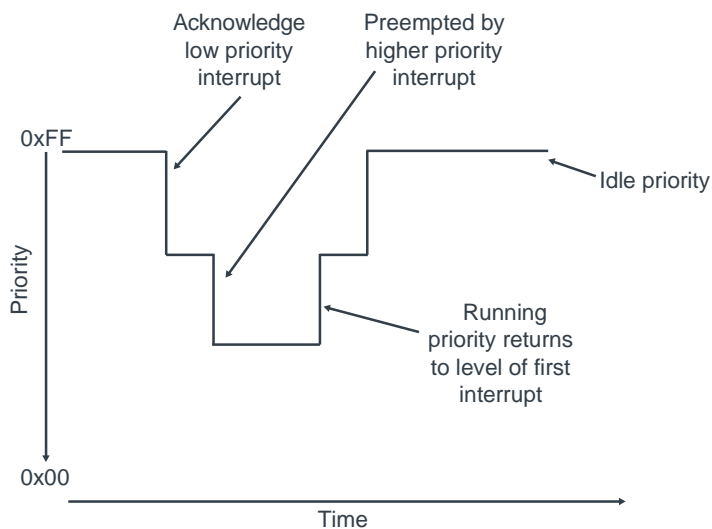 Acknowledge
low priority
interrupt
Preempted by
higher priority
interrupt
0xFF
Idle priority
Priority
Running
priority returns
to level of first
interrupt
0x00
Time